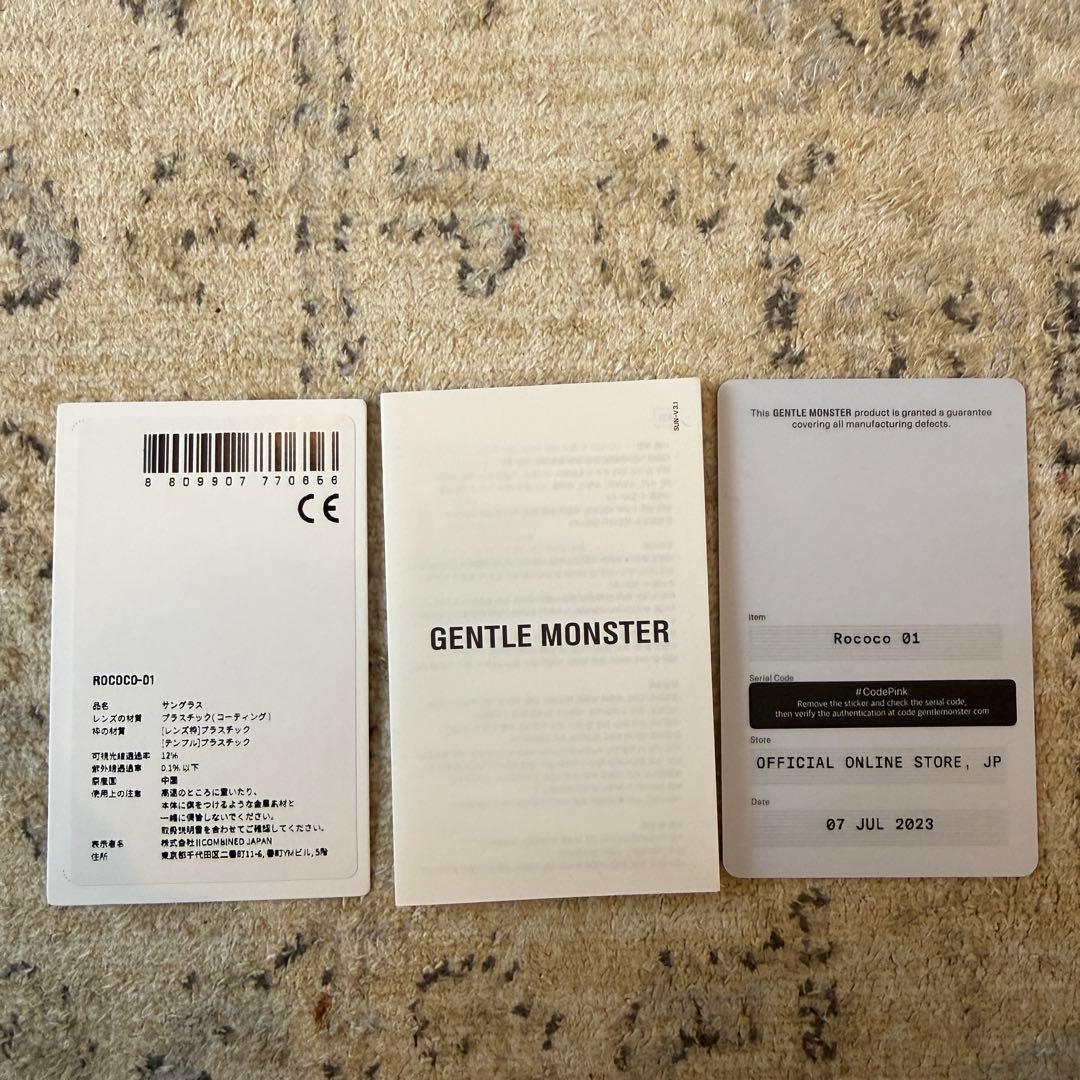 8 809907 770656
CE
ROCOCO-01
品名 サングラス
レンズの材質 プラスチック(コーティング)
枠の材質 [レンズ枠]プラスチック
[テンプル]プラスチック
可視光線透過率 12%
紫外線透過率 0.1%以下
原産国 中国
使用上の注意 高温のところに置いたり、
本体に傷をつけるような金属素材と
一緒に保管しないでください。
取扱説明書を合わせてご確認してください。
表示者名 株式会社IICOMBINED JAPAN
住所 東京都千代田区二番町11-6, 番町YMビル, 5階
SUN-V3.1
GENTLE MONSTER
This GENTLE MONSTER product is granted a guarantee
covering all manufacturing defects.
Item
Rococo 01
Serial Code
#CodePink
Remove the sticker and check the serial code,
then verify the authentication at code.gentlemonster.com
Store
OFFICIAL ONLINE STORE, JP
Date
07 JUL 2023